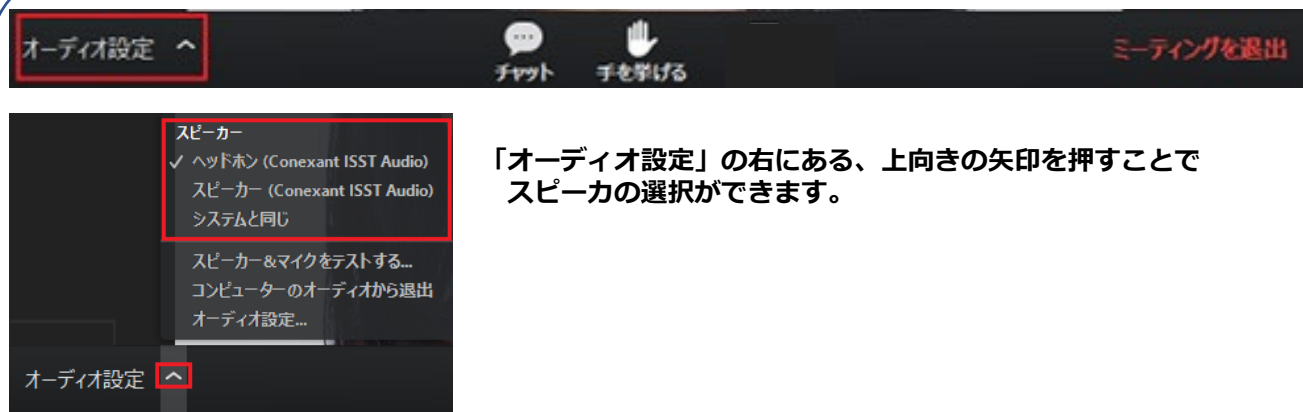 オーディオ設定
チャット
手を挙げる
ミーティングを退出
スピーカー
✓ ヘッドホン (Conexant ISST Audio)
スピーカー (Conexant ISST Audio)
システムと同じ
スピーカー&マイクをテストする...
コンピューターのオーディオから退出
オーディオ設定...
オーディオ設定
「オーディオ設定」の右にある、上向きの矢印を押すことで
スピーカの選択ができます。